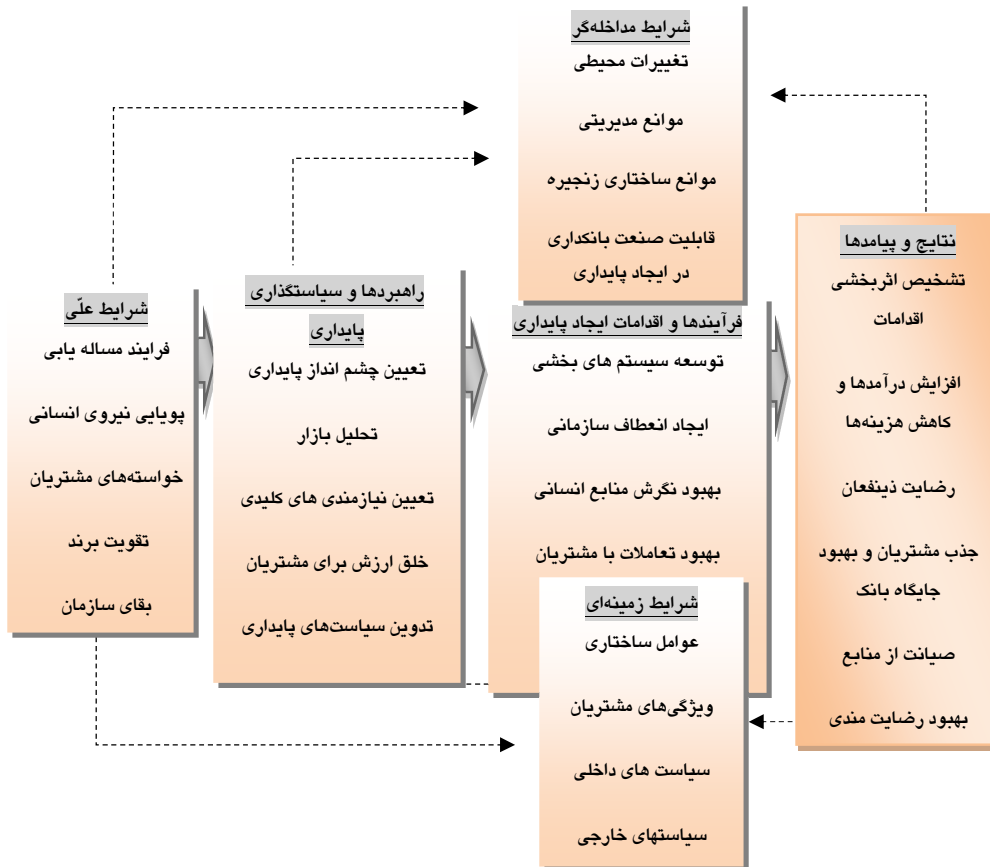 شرایط مداخله‌گر
تغییرات محیطی
موانع مدیریتی
موانع ساختاری زنجیره
قابلیت صنعت بانکداری
در ایجاد پایداری
شرایط علّی
فرایند مساله یابی
پویایی نیروی انسانی
خواسته‌های مشتریان
تقویت برند
بقای سازمان
راهبردها و سیاستگذاری
پایداری
تعیین چشم انداز پایداری
تحلیل بازار
تعیین نیازمندی های کلیدی
خلق ارزش برای مشتریان
تدوین سیاست‌های پایداری
فرآیندها و اقدامات ایجاد پایداری
توسعه سیستم های بخشی
ایجاد انعطاف سازمانی
بهبود نگرش منابع انسانی
بهبود تعاملات با مشتریان
شرایط زمینه‌ای
عوامل ساختاری
ویژگی‌های مشتریان
سیاست های داخلی
سیاستهای خارجی
نتایج و پیامدها
تشخیص اثربخشی
اقدامات
افزایش درآمدها و
کاهش هزینه‌ها
رضایت ذینفعان
جذب مشتریان و بهبود
جایگاه بانک
صیانت از منابع
بهبود رضایت مندی